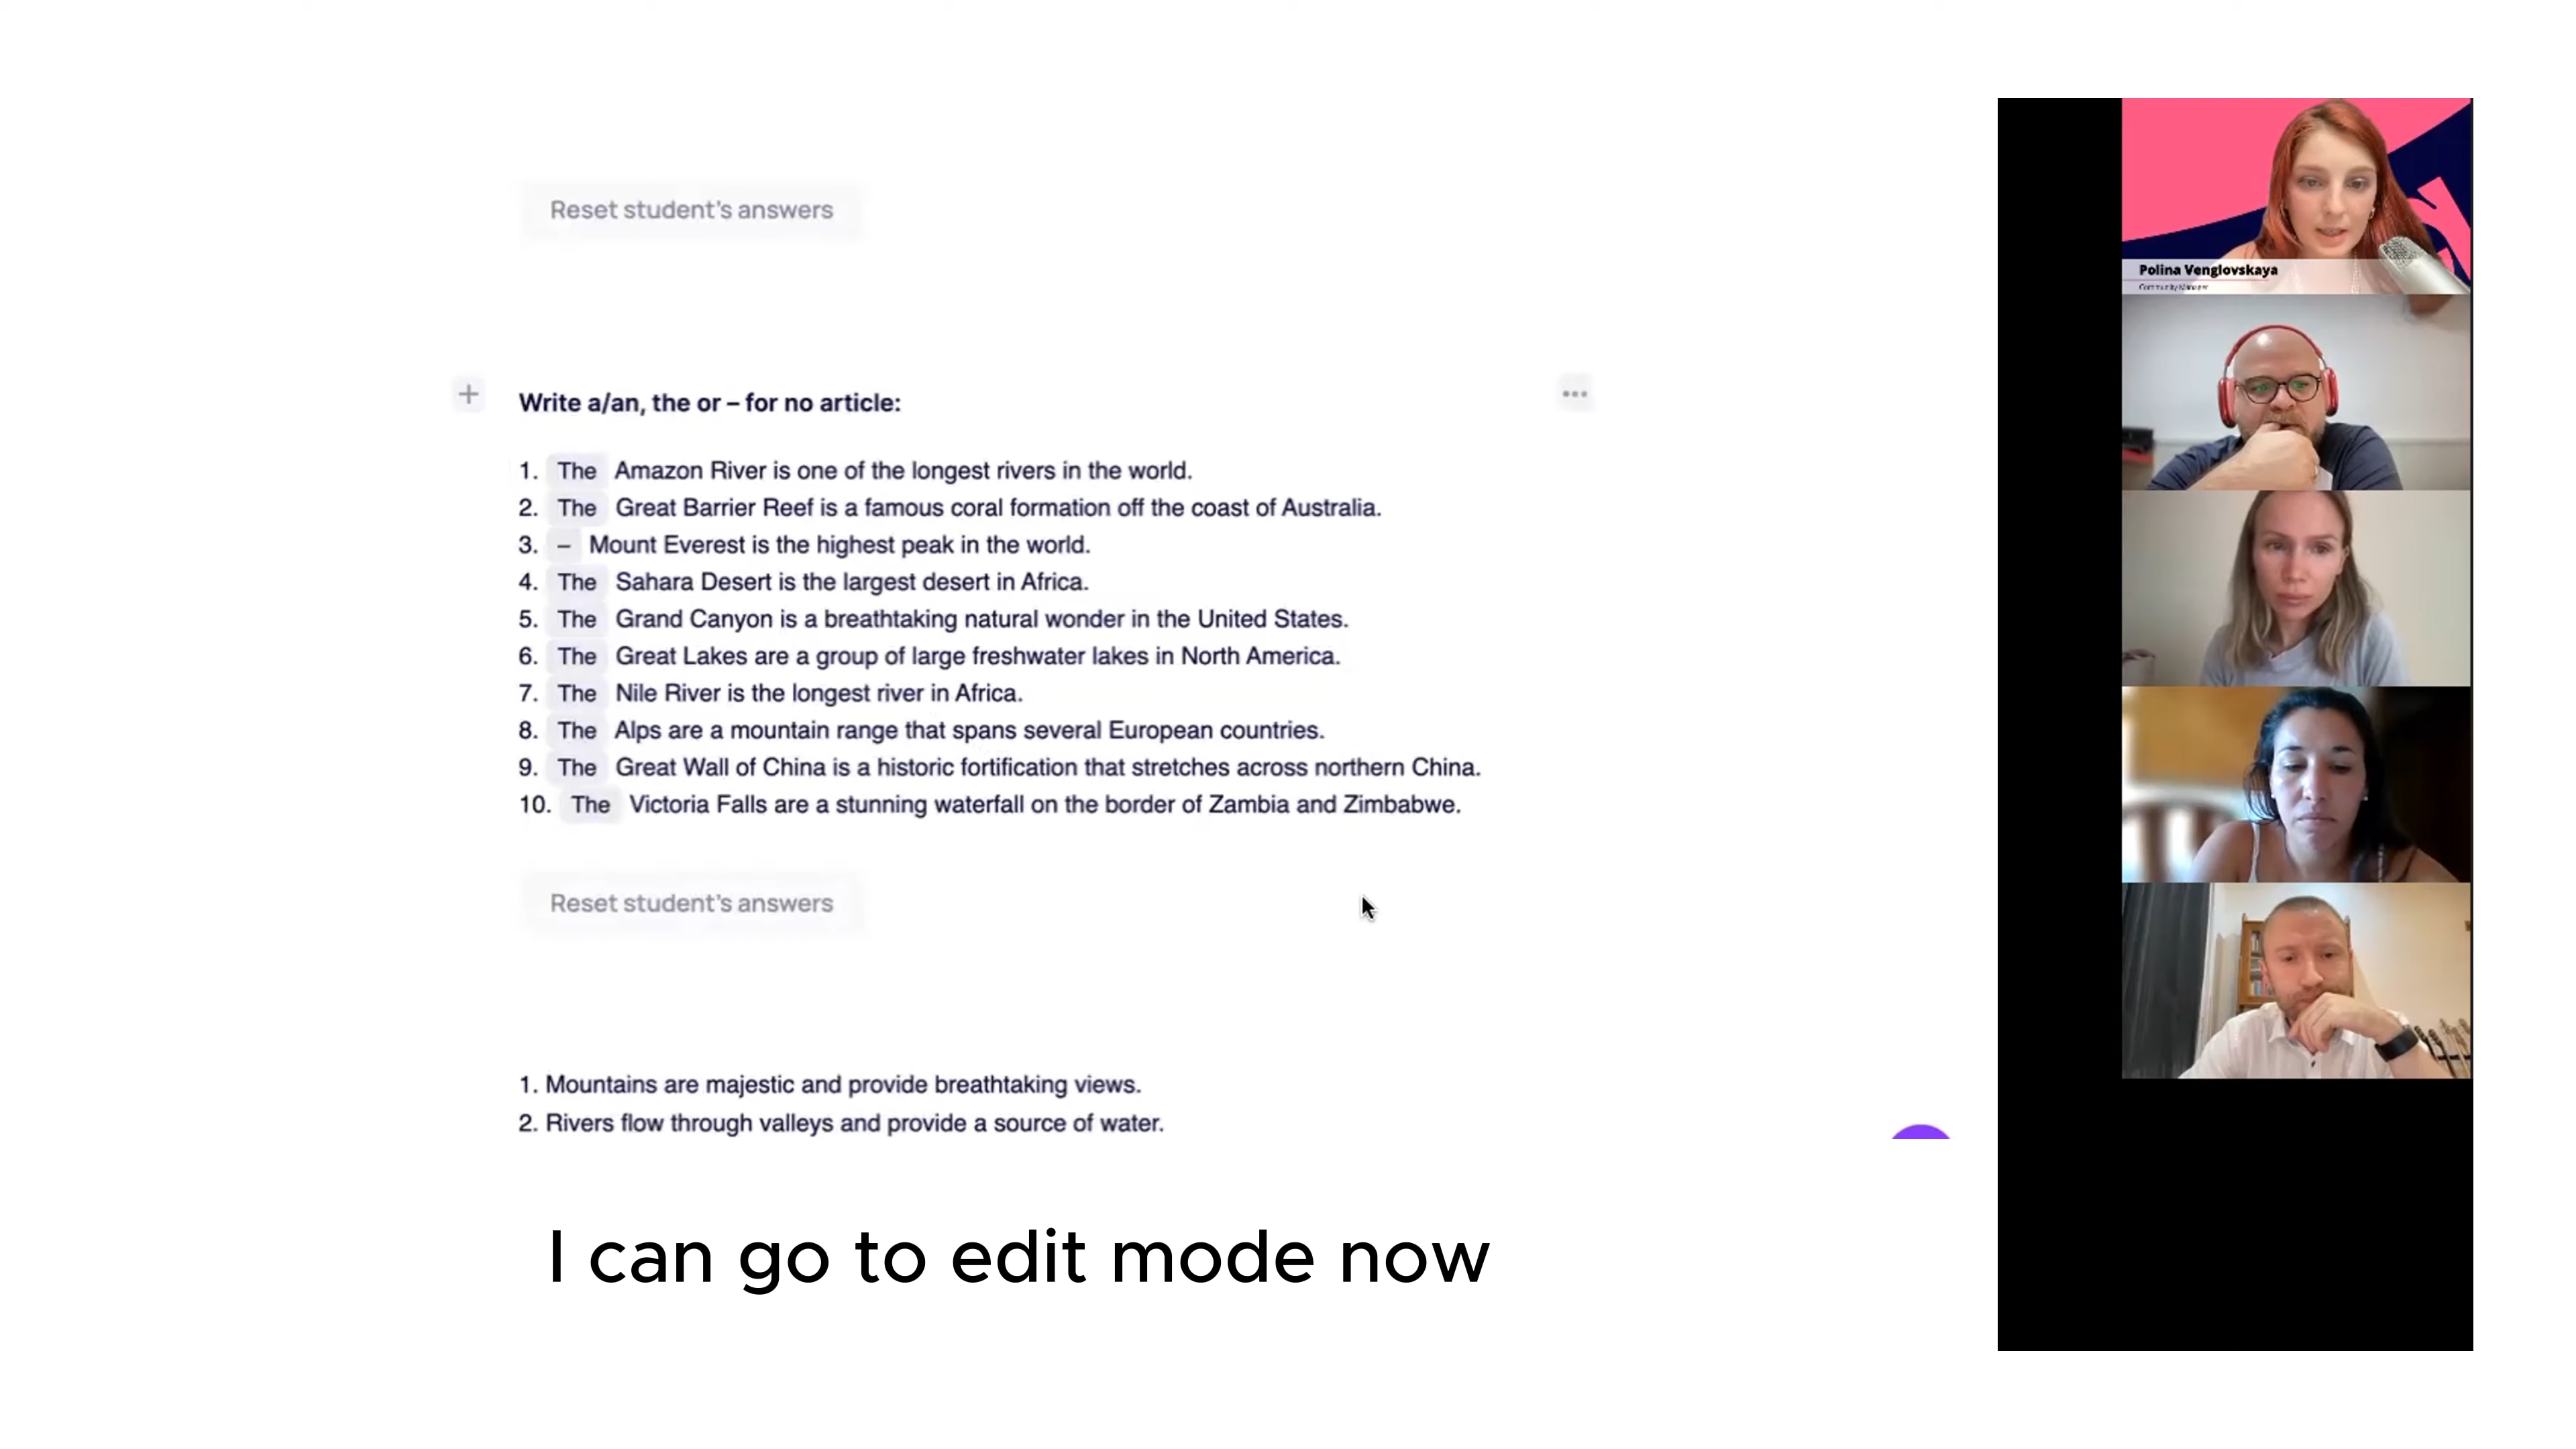 Reset student's answers
Write a/an, the or – for no article:
1. The Amazon River is one of the longest rivers in the world.
2. The Great Barrier Reef is a famous coral formation off the coast of Australia.
3. – Mount Everest is the highest peak in the world.
4. The Sahara Desert is the largest desert in Africa.
5. The Grand Canyon is a breathtaking natural wonder in the United States.
6. The Great Lakes are a group of large freshwater lakes in North America.
7. The Nile River is the longest river in Africa.
8. The Alps are a mountain range that spans several European countries.
9. The Great Wall of China is a historic fortification that stretches across northern China.
10. The Victoria Falls are a stunning waterfall on the border of Zambia and Zimbabwe.
Reset student's answers
1. Mountains are majestic and provide breathtaking views.
2. Rivers flow through valleys and provide a source of water.
I can go to edit mode now
Polina Venglovskaya
Community Manager